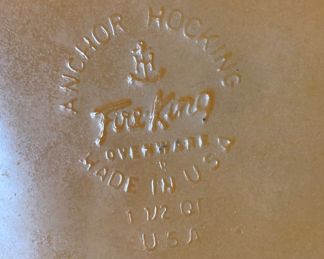 ANCHOR HOCKING
Fire-King
OVENWARE
MADE IN U S A
1 1/2 QT
USA